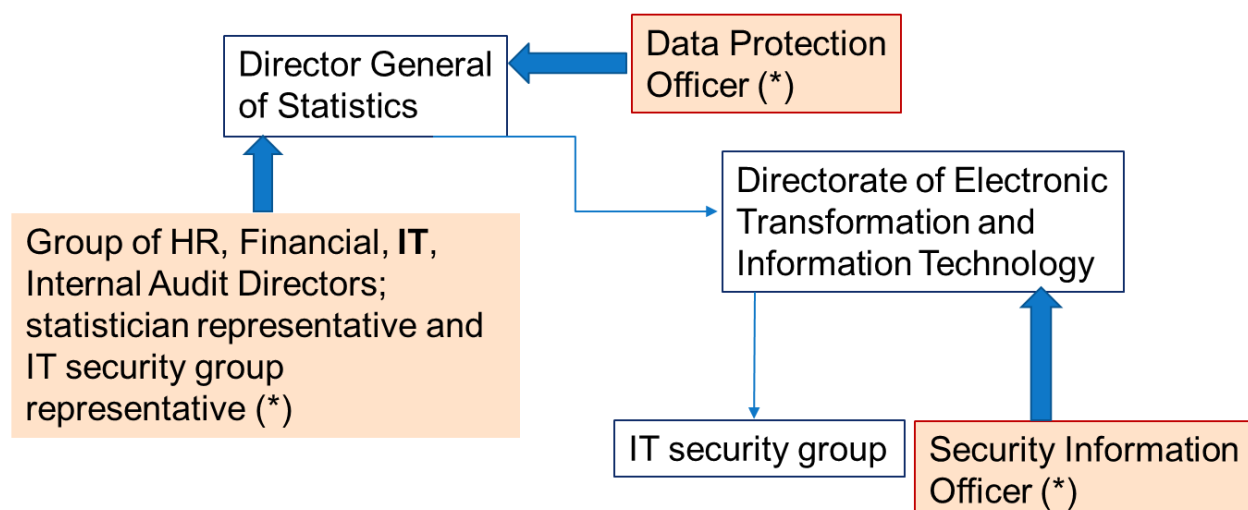 Director General
of Statistics
Data Protection
Officer (*)
Directorate of Electronic
Transformation and
Information Technology
Group of HR, Financial, IT,
Internal Audit Directors;
statistician representative and
IT security group
representative (*)
IT security group
Security Information
Officer (*)